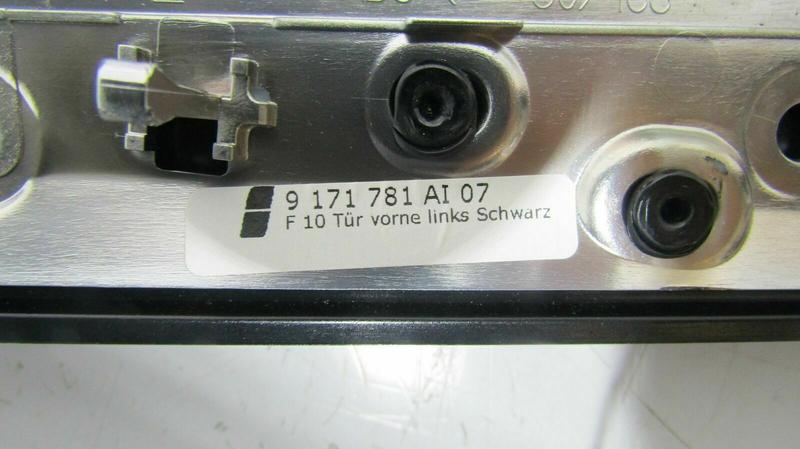 9 171 781 AI 07
F 10 Tür vorne links Schwarz